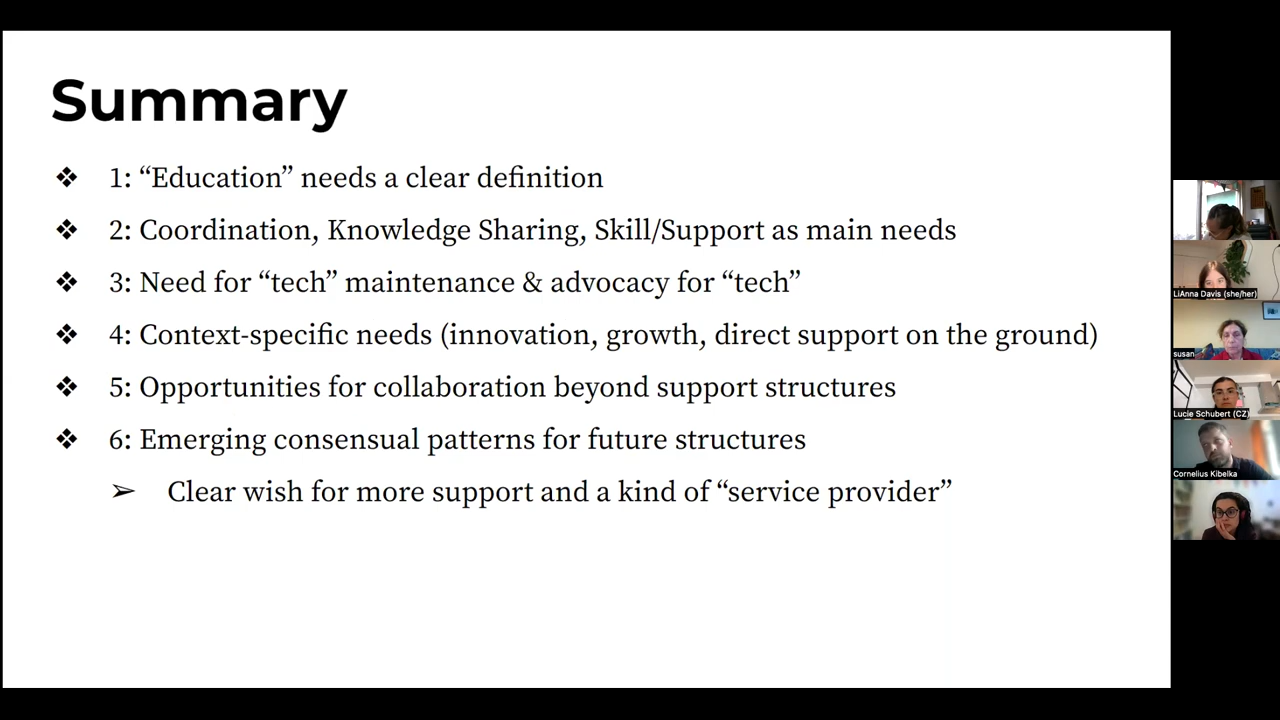 Summary
❖ 1: “Education” needs a clear definition
❖ 2: Coordination, Knowledge Sharing, Skill/Support as main needs
❖ 3: Need for “tech” maintenance & advocacy for “tech”
❖ 4: Context-specific needs (innovation, growth, direct support on the ground)
❖ 5: Opportunities for collaboration beyond support structures
❖ 6: Emerging consensual patterns for future structures
➢ Clear wish for more support and a kind of “service provider”
LiAnna Davis (she/her)
susan
Lucie Schubert (CZ)
Cornelius Kibelka